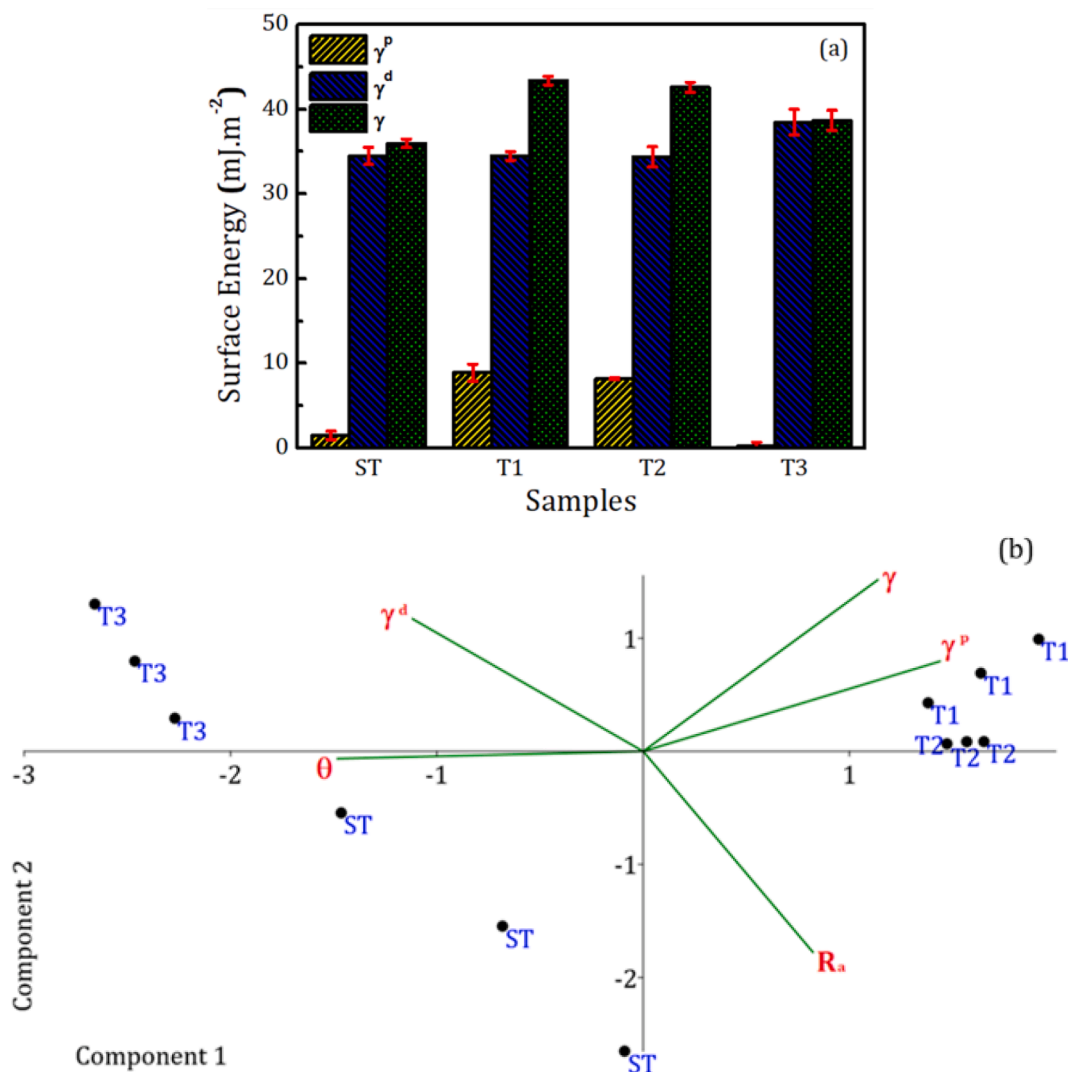 50
(a)
γᵖ
γᵈ
γ
40
30
20
10
0
Surface Energy (mJ.m⁻²)
ST T1 T2 T3
Samples
(b)
γ
γᵈ
T3
1
T1
γᵖ
T3
T1
T3
T1
T2 T2 T2
-3 -2 -1 1
θ
ST
-1
ST
Rₐ
-2
Component 2
Component 1
ST